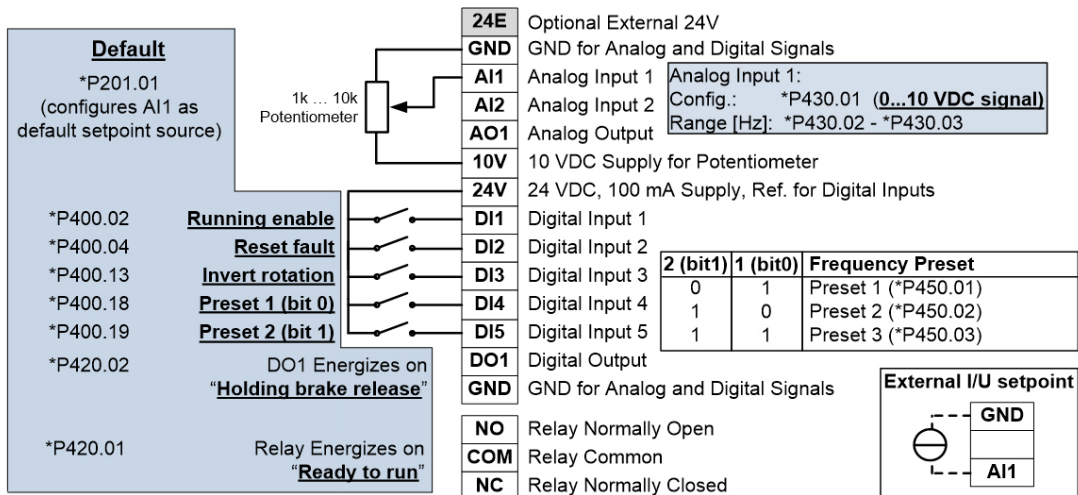 Default
*P201.01
(configures AI1 as
default setpoint source)
*P400.02 Running enable
*P400.04 Reset fault
*P400.13 Invert rotation
*P400.18 Preset 1 (bit 0)
*P400.19 Preset 2 (bit 1)
*P420.02 DO1 Energizes on
“Holding brake release”
*P420.01 Relay Energizes on
“Ready to run”
1k ... 10k
Potentiometer
24E Optional External 24V
GND GND for Analog and Digital Signals
AI1 Analog Input 1
AI2 Analog Input 2
AO1 Analog Output
10V 10 VDC Supply for Potentiometer
24V 24 VDC, 100 mA Supply, Ref. for Digital Inputs
DI1 Digital Input 1
DI2 Digital Input 2
DI3 Digital Input 3
DI4 Digital Input 4
DI5 Digital Input 5
DO1 Digital Output
GND GND for Analog and Digital Signals
NO Relay Normally Open
COM Relay Common
NC Relay Normally Closed
Analog Input 1:
Config.: *P430.01 (0...10 VDC signal)
Range [Hz]: *P430.02 - *P430.03
2 (bit1) 1 (bit0) Frequency Preset
0 1 Preset 1 (*P450.01)
1 0 Preset 2 (*P450.02)
1 1 Preset 3 (*P450.03)
External I/U setpoint
GND
AI1